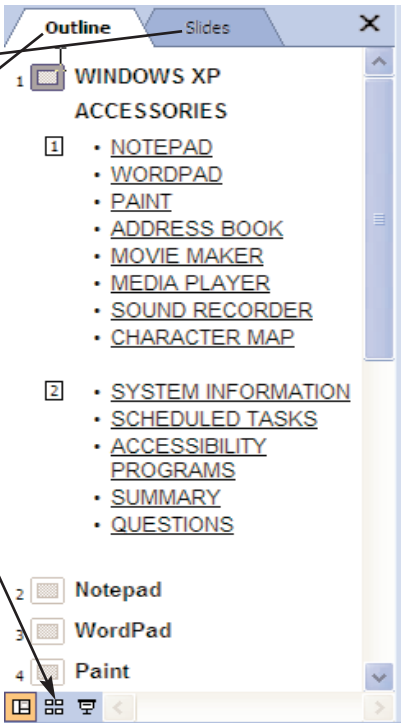 Outline Slides
1 WINDOWS XP
ACCESSORIES
1 • NOTEPAD
• WORDPAD
• PAINT
• ADDRESS BOOK
• MOVIE MAKER
• MEDIA PLAYER
• SOUND RECORDER
• CHARACTER MAP
2 • SYSTEM INFORMATION
• SCHEDULED TASKS
• ACCESSIBILITY
PROGRAMS
• SUMMARY
• QUESTIONS
2 Notepad
3 WordPad
4 Paint